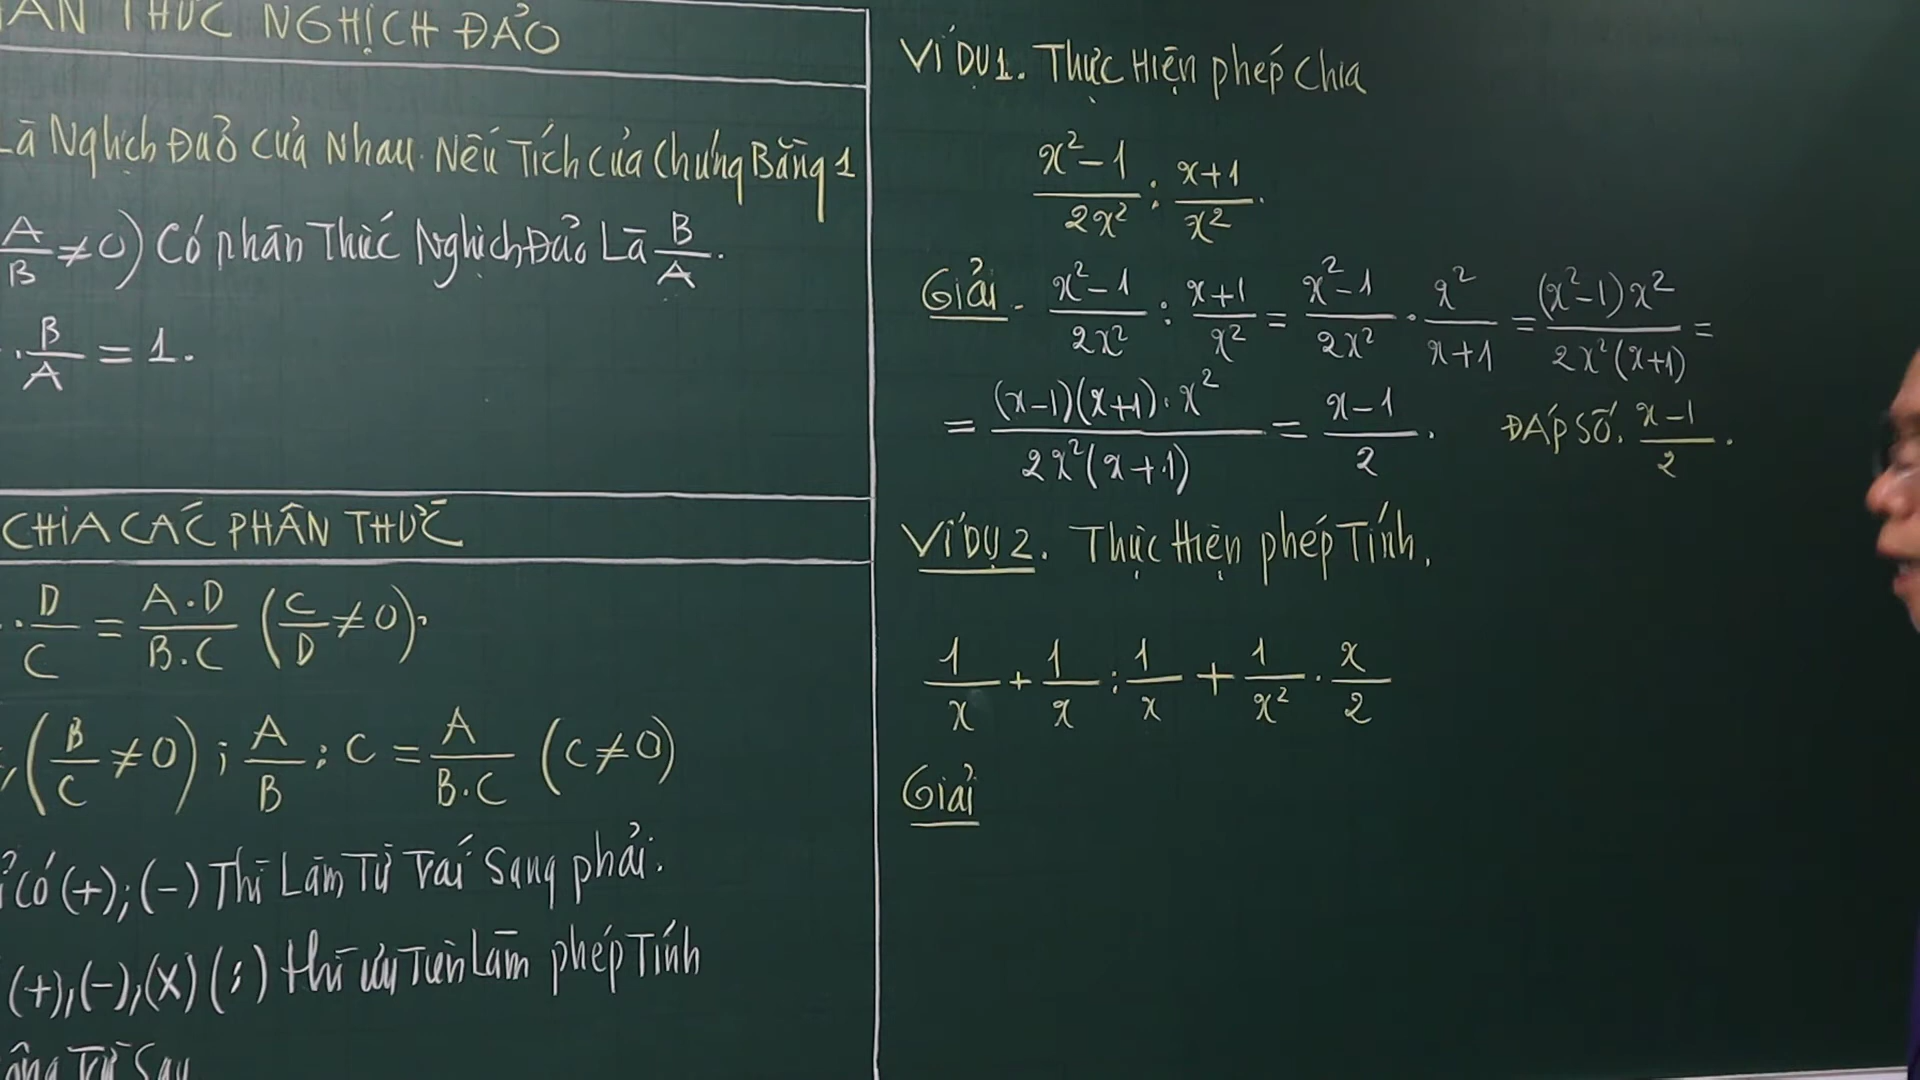 THỨC NGHỊCH ĐẢO
Là Nghịch Đảo Của Nhau. Nếu Tích Của Chúng Bằng 1
A/B ≠ 0) Có phân Thức Nghịch Đảo Là B/A.
. B/A = 1.
CHIA CÁC PHÂN THỨC
. D/C = A.D/B.C (C/D ≠ 0).
, (B/C ≠ 0) ; A/B : C = A/B.C (C ≠ 0)
có (+); (-) Thì Làm Từ Trái Sang phải.
(+), (-), (x) (:) thì ưu Tiên Làm phép Tính
Sau
Ví DỤ 1. Thực Hiện phép Chia
x²-1/2x² : x+1/x².
Giải - x²-1/2x² : x+1/x² = x²-1/2x² . x²/x+1 = (x²-1)x²/2x²(x+1) =
= (x-1)(x+1).x²/2x²(x+1) = x-1/2. ĐÁP SỐ. x-1/2.
VÍ DỤ 2. Thực Hiện phép Tính.
1/x + 1/x : 1/x + 1/x² . x/2
Giải